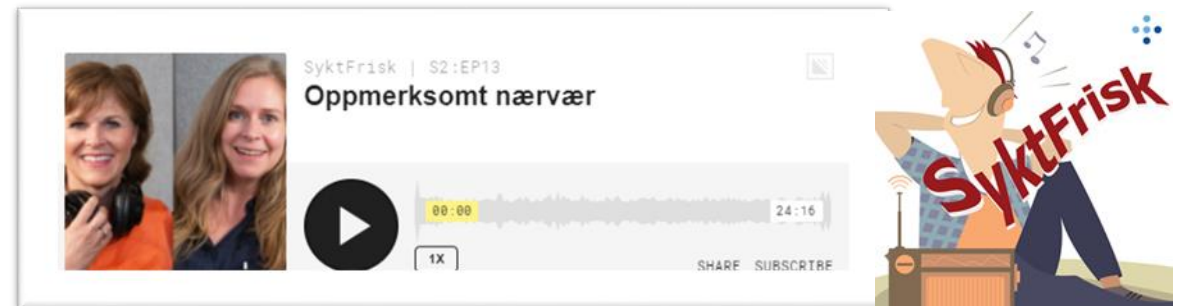 SyktFrisk | S2:EP13
Oppmerksomt nærvær
00:00
24:16
1X
SHARE SUBSCRIBE
SyktFrisk